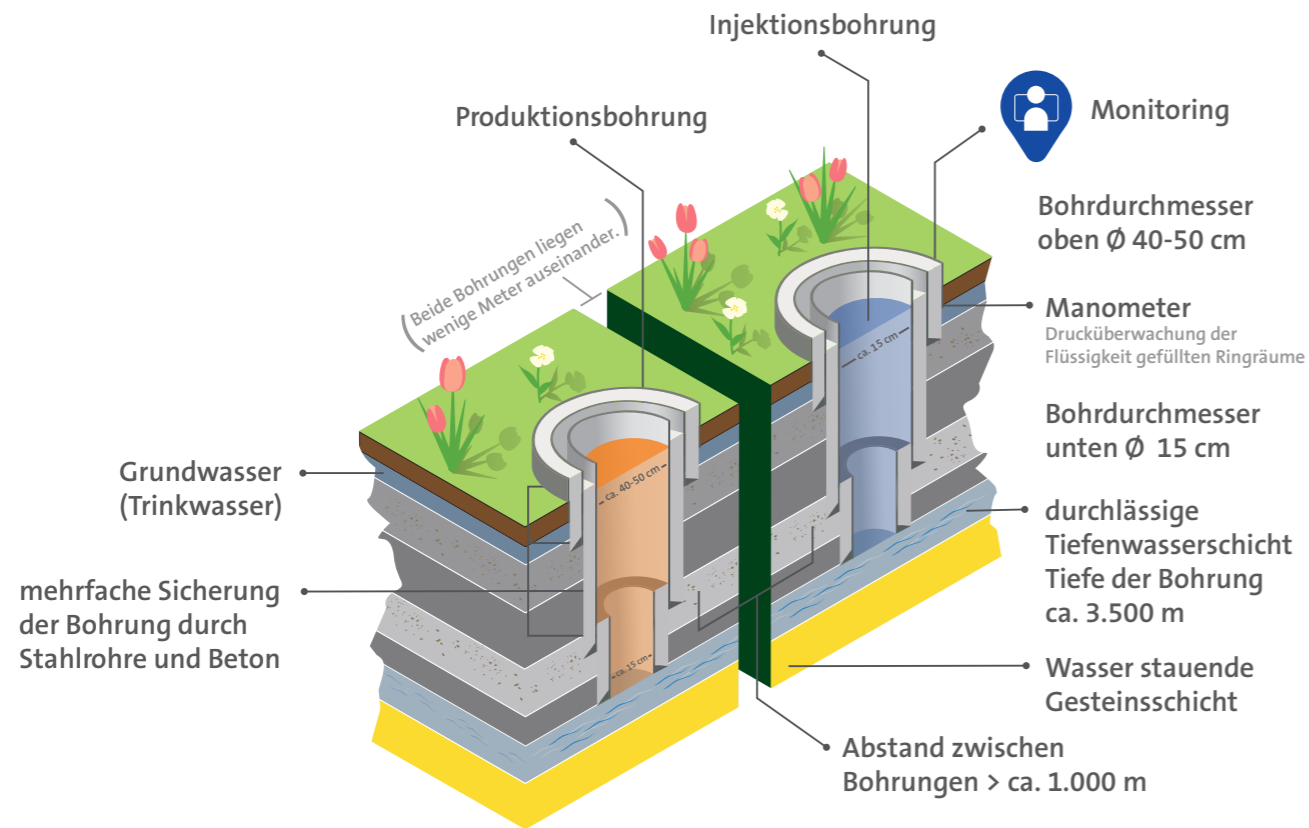 Injektionsbohrung
Produktionsbohrung
Monitoring
(Beide Bohrungen liegen
wenige Meter auseinander.)
Bohrdurchmesser
oben Ø 40-50 cm
Manometer
Drucküberwachung der
Flüssigkeit gefüllten Ringräume
ca. 15 cm
Bohrdurchmesser
unten Ø 15 cm
Grundwasser
(Trinkwasser)
ca. 40-50 cm
durchlässige
Tiefenwasserschicht
Tiefe der Bohrung
ca. 3.500 m
mehrfache Sicherung
der Bohrung durch
Stahlrohre und Beton
ca. 15 cm
Wasser stauende
Gesteinsschicht
Abstand zwischen
Bohrungen > ca. 1.000 m